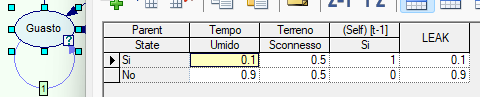 Z-1
Parent Tempo Terreno (Self) [t-1] LEAK
State Umido Sconnesso Si
Si 0.1 0.5 1 0.1
No 0.9 0.5 0 0.9
Guasto
?
1